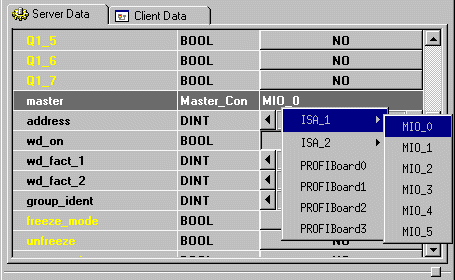 Server Data Client Data
Q1_5 BOOL NO
Q1_6 BOOL NO
Q1_7 BOOL NO
master Master_Con MIO_0
address DINT
wd_on BOOL
wd_fact_1 DINT
wd_fact_2 DINT
group_ident DINT
freeze_mode BOOL
unfreeze BOOL
ISA_1
ISA_2
PROFIBoard0
PROFIBoard1
PROFIBoard2
PROFIBoard3
MIO_0
MIO_1
MIO_2
MIO_3
MIO_4
MIO_5